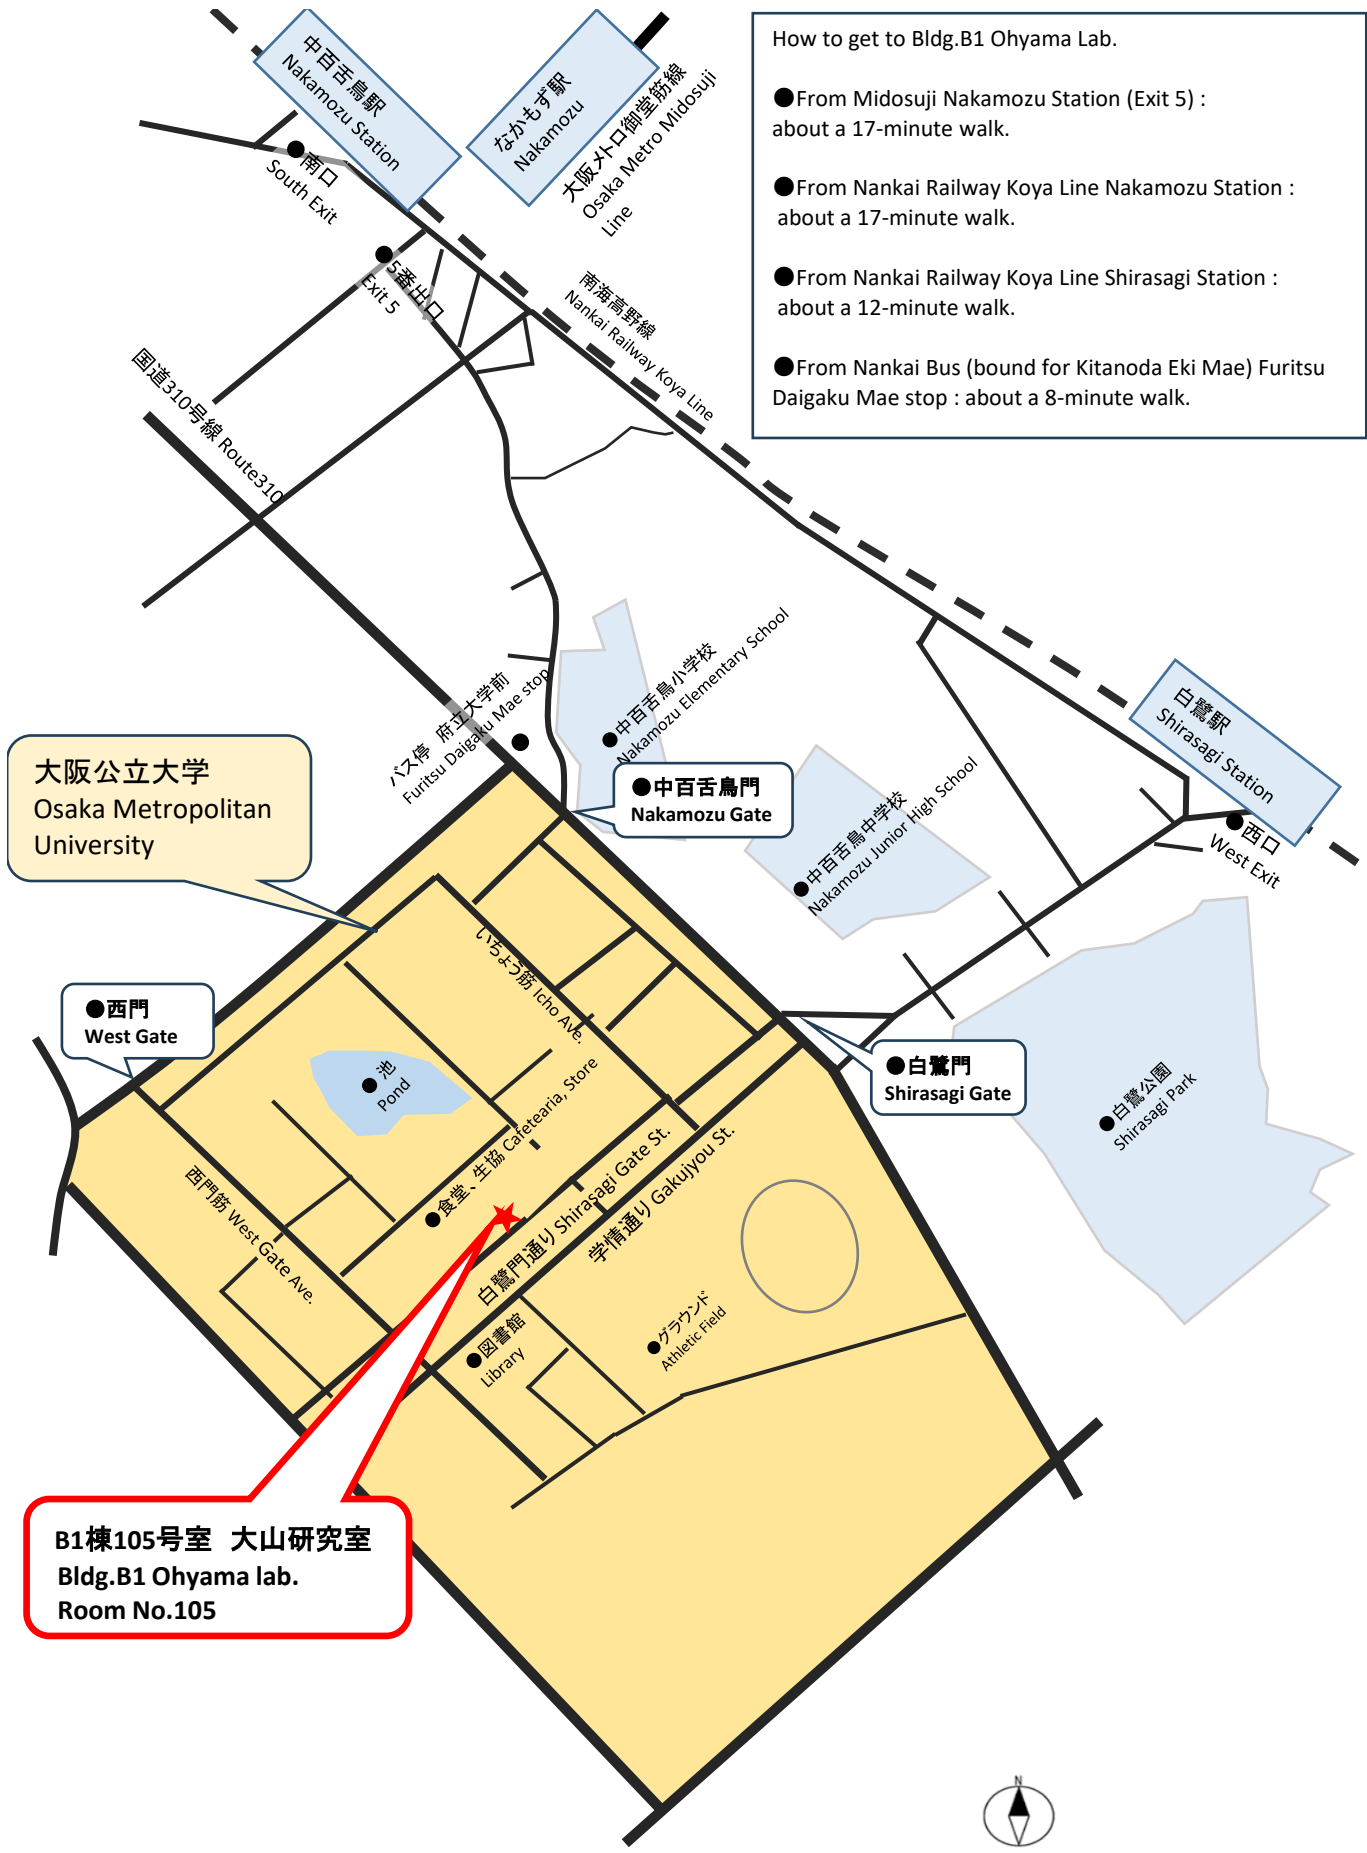 中百舌鳥駅
Nakamozu Station
なかもず駅
Nakamozu
大阪メトロ御堂筋線
Osaka Metro Midosuji
Line
How to get to Bldg.B1 Ohyama Lab.
●From Midosuji Nakamozu Station (Exit 5) :
about a 17-minute walk.
●From Nankai Railway Koya Line Nakamozu Station :
about a 17-minute walk.
●From Nankai Railway Koya Line Shirasagi Station :
about a 12-minute walk.
●From Nankai Bus (bound for Kitanoda Eki Mae) Furitsu
Daigaku Mae stop : about a 8-minute walk.
●南口
South Exit
●5番出口
Exit 5
南海高野線
Nankai Railway Koya Line
国道310号線 Route310
バス停 府立大学前
Furitsu Daigaku Mae stop
●中百舌鳥小学校
Nakamozu Elementary School
白鷺駅
Shirasagi Station
●西口
West Exit
大阪公立大学
Osaka Metropolitan
University
●中百舌鳥門
Nakamozu Gate
●中百舌鳥中学校
Nakamozu Junior High School
いちょう筋 Icho Ave.
●西門
West Gate
●池
Pond
●白鷺門
Shirasagi Gate
●白鷺公園
Shirasagi Park
●食堂、生協 Cafetearia, Store
西門筋 West Gate Ave.
白鷺門通り Shirasagi Gate St.
学情通り Gakujyou St.
●図書館
Library
●グラウンド
Athletic Field
B1棟105号室 大山研究室
Bldg.B1 Ohyama lab.
Room No.105
N